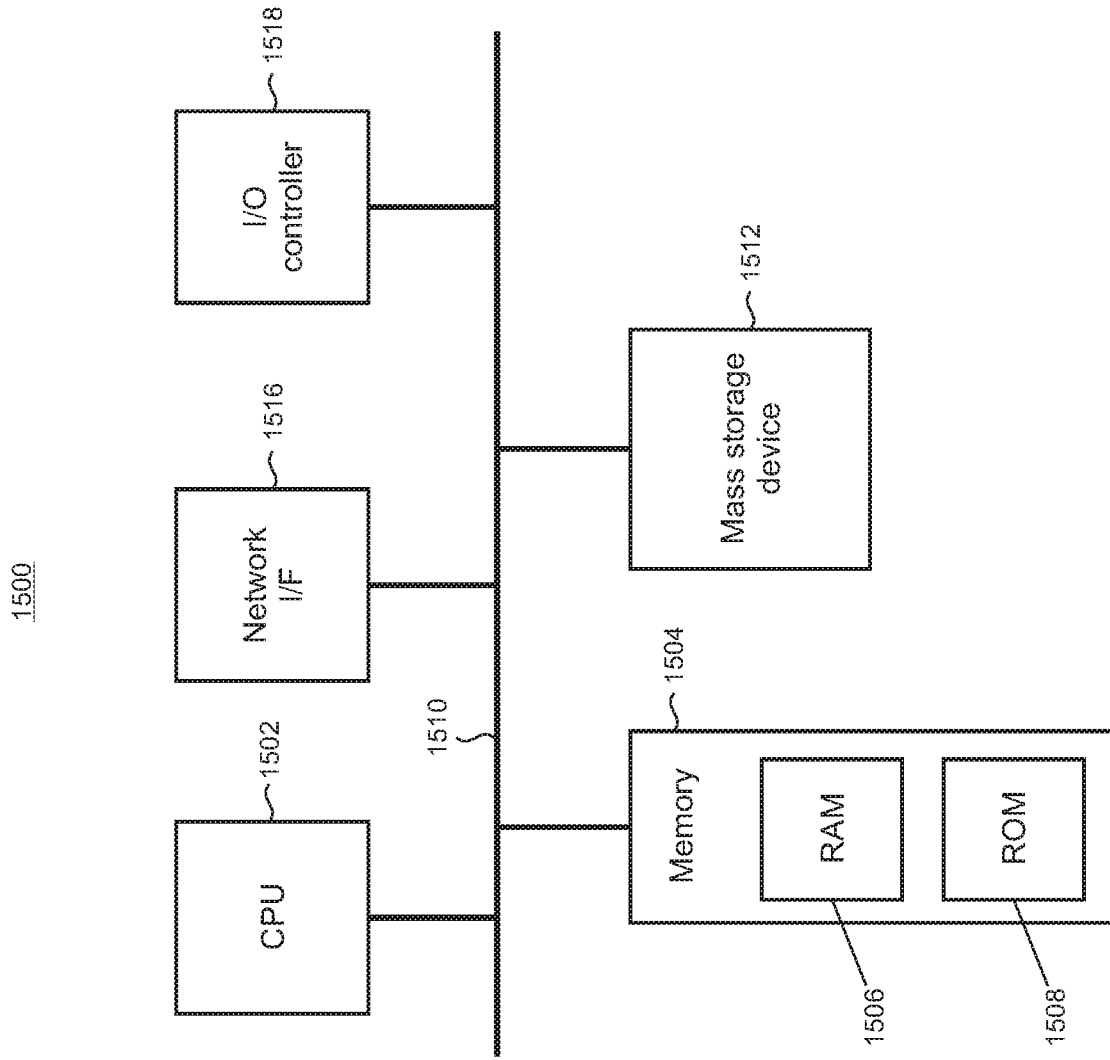 1500
CPU
1502
Network
I/F
1516
I/O
controller
1518
1510
Memory
1504
RAM
1506
ROM
1508
Mass storage
device
1512